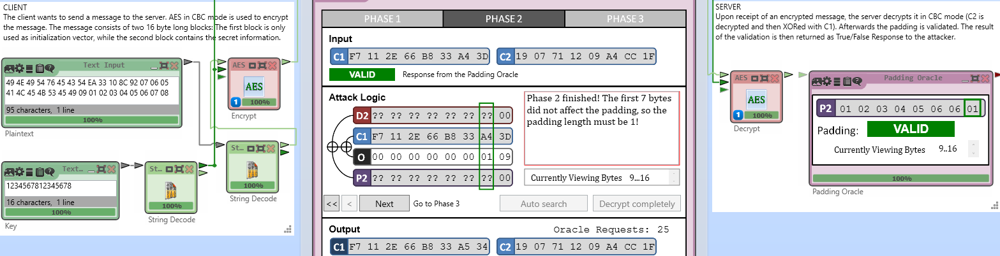 CLIENT
The client wants to send a message to the server. AES in CBC mode is used to encrypt
the message. The message consists of two 16 byte long blocks: The first block is only
used as initialization vector, while the second block contains the secret information.
Text Input
49 4E 49 54 76 45 43 54 EA 33 10 8C 92 07 06 05
41 4C 45 4B 53 45 49 09 01 02 03 04 05 06 07 08
95 characters, 1 line
100%
Plaintext
AES
AES
1
100%
Encrypt
Text...
1234567812345678
16 characters, 1 line
100%
Key
St...
100%
String Decode
St...
100%
String Decode
PHASE 1
PHASE 2
PHASE 3
Input
C1 F7 11 2E 66 B8 33 A4 3D
C2 19 07 71 12 09 A4 CC 1F
VALID
Response from the Padding Oracle
Attack Logic
D2 ?? ?? ?? ?? ?? ?? ?? 00
C1 F7 11 2E 66 B8 33 A4 3D
O 00 00 00 00 00 00 01 09
P2 ?? ?? ?? ?? ?? ?? ?? 00
Phase 2 finished! The first 7 bytes
did not affect the padding, so the
padding length must be 1!
Currently Viewing Bytes 9...16
<<
<
Next
Go to Phase 3
Auto search
Decrypt completely
Output
Oracle Requests: 25
C1 F7 11 2E 66 B8 33 A5 34
C2 19 07 71 12 09 A4 CC 1F
SERVER
Upon receipt of an encrypted message, the server decrypts it in CBC mode (C2 is
decrypted and then XORed with C1). Afterwards the padding is validated. The result
of the validation is then returned as True/False Response to the attacker.
AES
AES
1
100%
Decrypt
Padding Oracle
P2 01 02 03 04 05 06 06 01
Padding:
VALID
Currently Viewing Bytes 9..16
100%
Padding Oracle